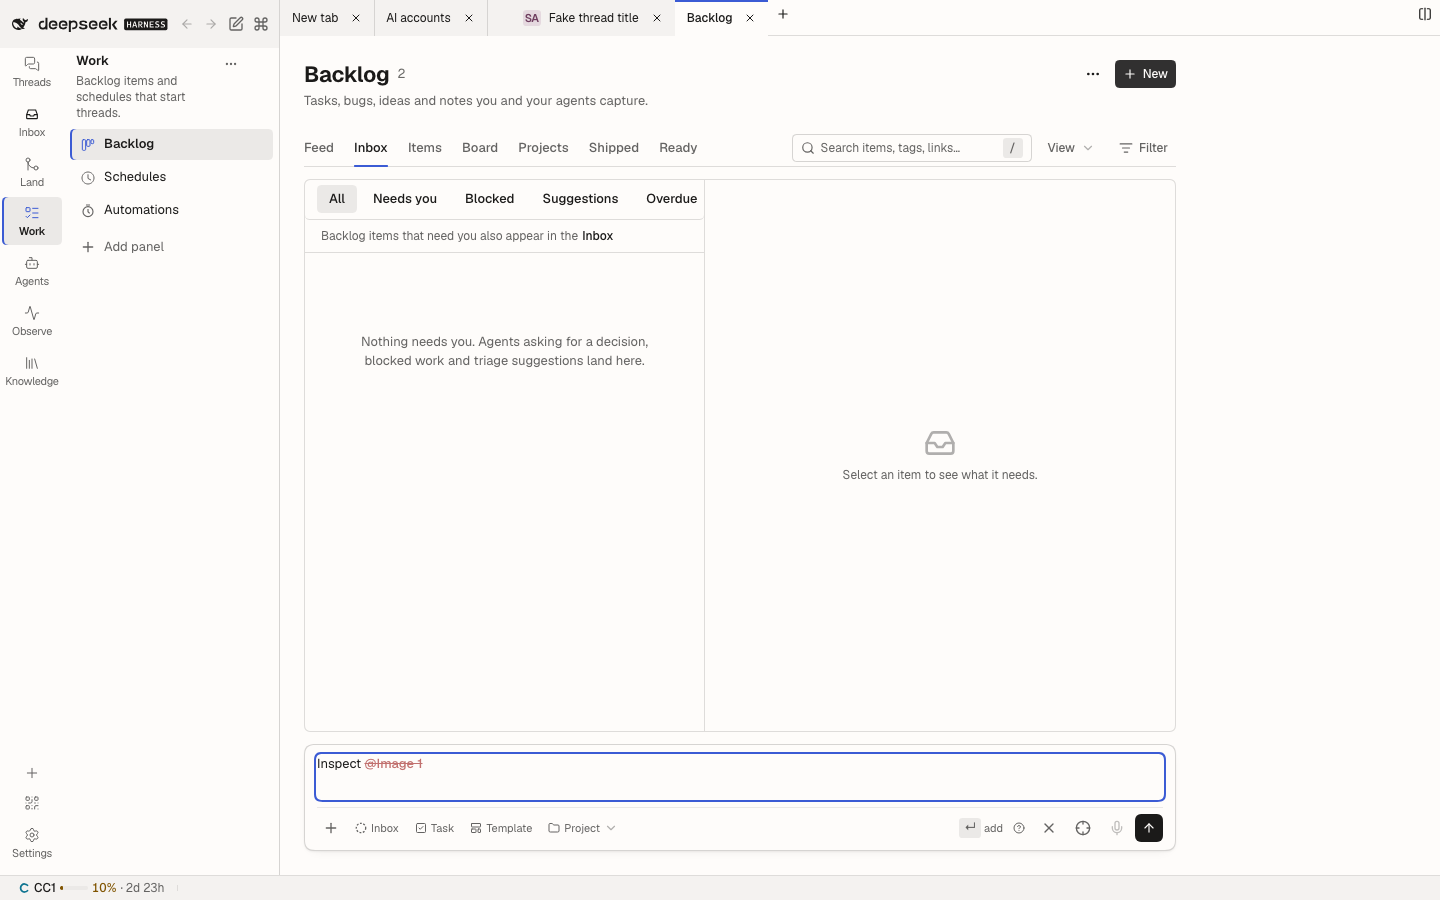 deepseek HARNESS
New tab
AI accounts
SA Fake thread title
Backlog
Threads
Inbox
Land
Work
Agents
Observe
Knowledge
Settings
Work
Backlog items and
schedules that start
threads.
Backlog
Schedules
Automations
Add panel
Backlog 2
New
Tasks, bugs, ideas and notes you and your agents capture.
Feed Inbox Items Board Projects Shipped Ready
Search items, tags, links... /
View
Filter
All Needs you Blocked Suggestions Overdue
Backlog items that need you also appear in the Inbox
Nothing needs you. Agents asking for a decision,
blocked work and triage suggestions land here.
Select an item to see what it needs.
Inspect @Image 1
Inbox Task Template Project
add
C CC1 10% · 2d 23h